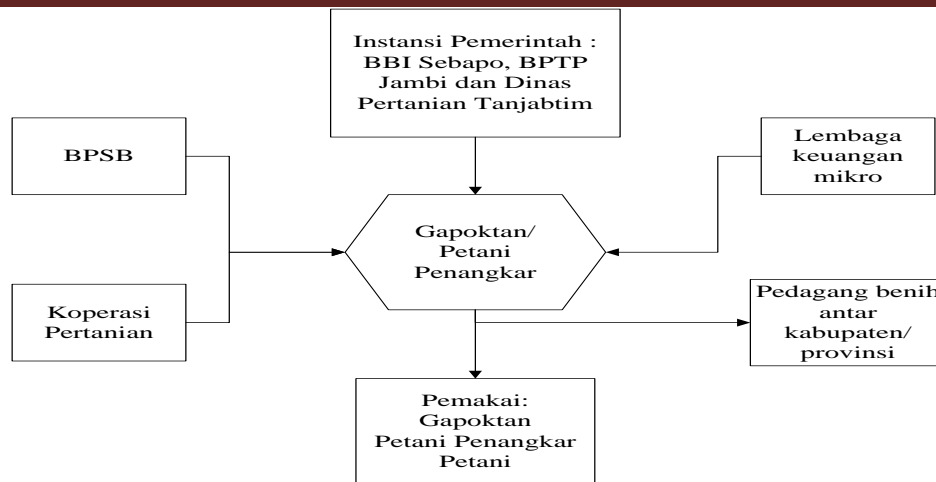 Instansi Pemerintah :
BBI Sebapo, BPTP
Jambi dan Dinas
Pertanian Tanjabtim
BPSB
Lembaga
keuangan
mikro
Gapoktan/
Petani
Penangkar
Koperasi
Pertanian
Pedagang benih
antar
kabupaten/
provinsi
Pemakai:
Gapoktan
Petani Penangkar
Petani